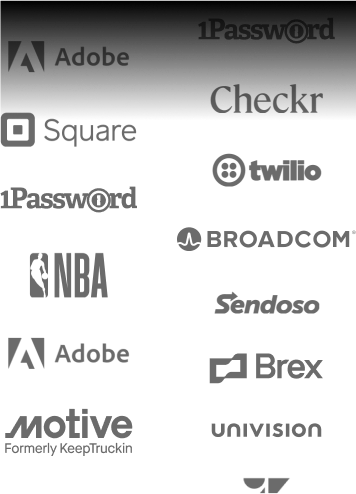 Adobe
Square
1Password
NBA
Adobe
motive
Formerly KeepTruckin
1Password
Checkr
twilio
BROADCOM®
Sendoso
Brex
UNIVISION